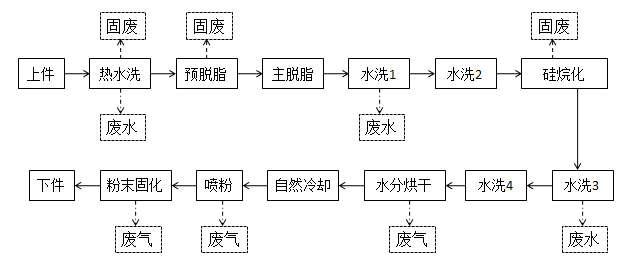 固废
固废
固废
上件
热水洗
预脱脂
主脱脂
水洗1
水洗2
硅烷化
废水
废水
下件
粉末固化
喷粉
自然冷却
水分烘干
水洗4
水洗3
废气
废气
废气
废水